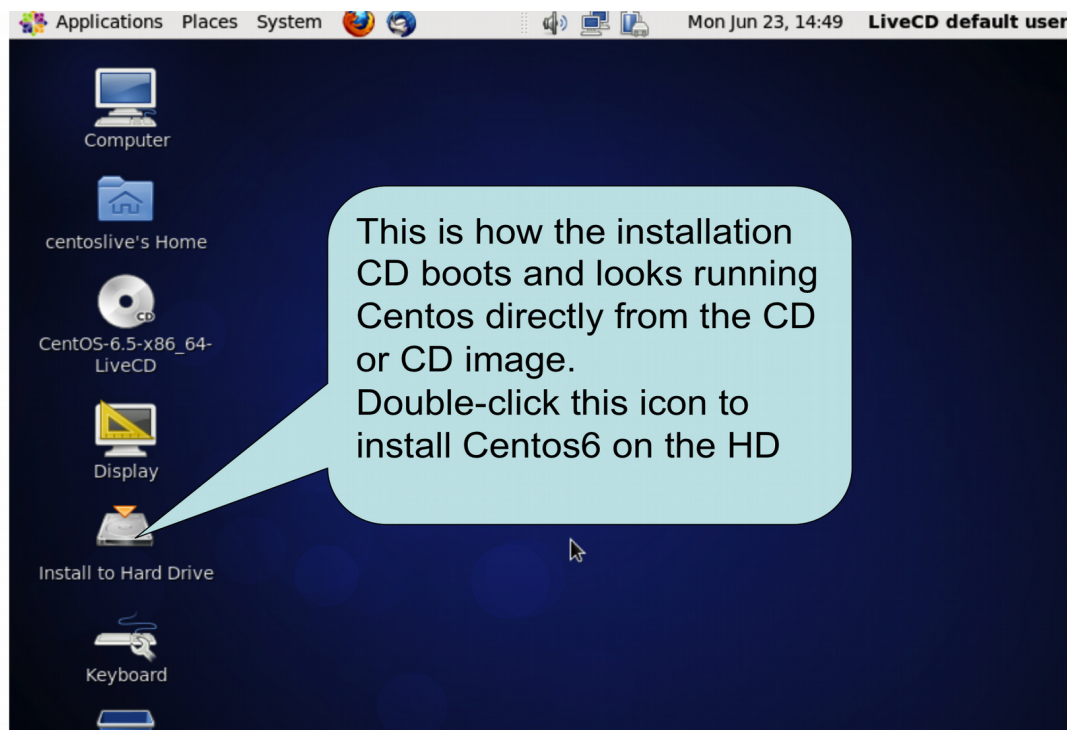 Applications Places System Mon Jun 23, 14:49 LiveCD default user
Computer
centoslive's Home
CentOS-6.5-x86_64-
LiveCD
CD
Display
Install to Hard Drive
Keyboard
This is how the installation
CD boots and looks running
Centos directly from the CD
or CD image.
Double-click this icon to
install Centos6 on the HD